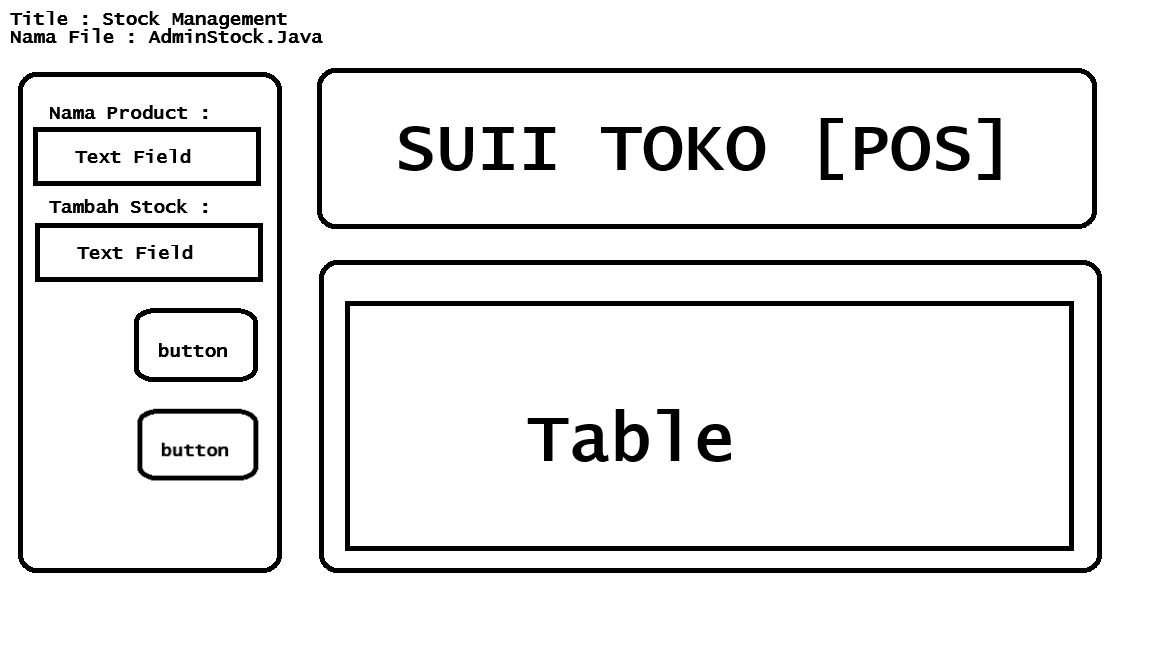 Title : Stock Management
Nama File : AdminStock.Java
Nama Product :
Text Field
Tambah Stock :
Text Field
button
button
SUII TOKO [POS]
Table